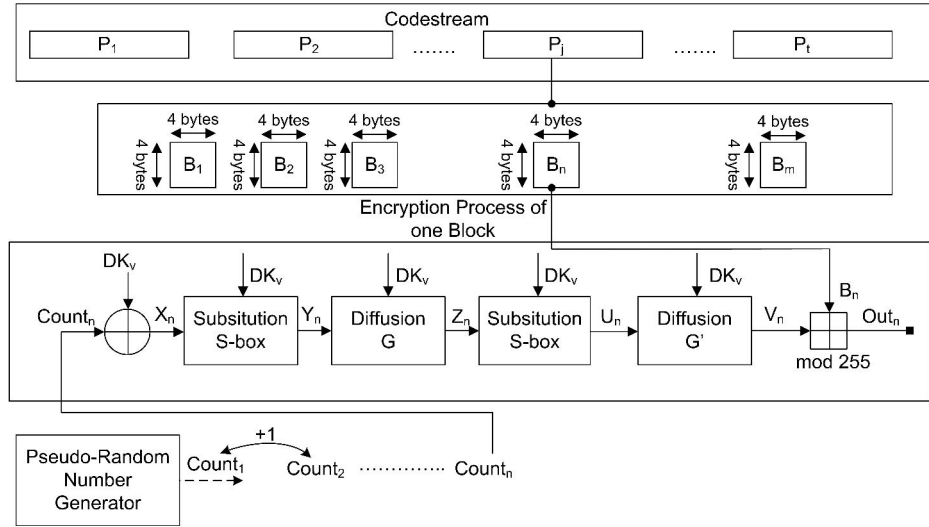 Codestream
P1 P2 ....... Pj ....... Pt
4 bytes 4 bytes 4 bytes 4 bytes 4 bytes
4 bytes 4 bytes 4 bytes 4 bytes 4 bytes
B1 B2 B3 Bn Bm
Encryption Process of
one Block
DKv DKv DKv DKv DKv
Bn
Countn Xn Yn Zn Un Vn Outn
Subsitution
S-box
Diffusion
G
Subsitution
S-box
Diffusion
G'
mod 255
+1
Pseudo-Random
Number
Generator
Count1 Count2 ................ Countn